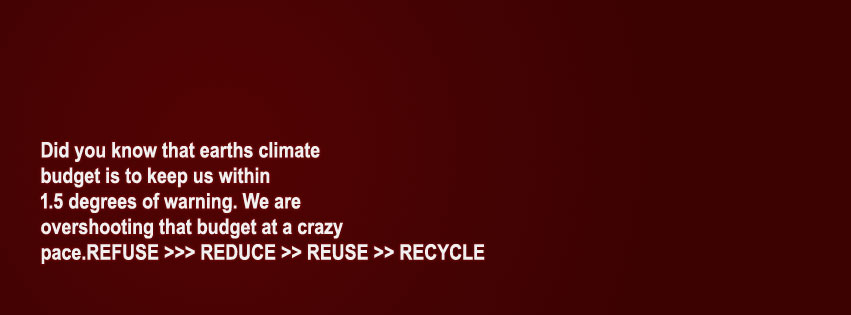 Did you know that earths climate
budget is to keep us within
1.5 degrees of warning. We are
overshooting that budget at a crazy
pace.REFUSE >>> REDUCE >> REUSE >> RECYCLE